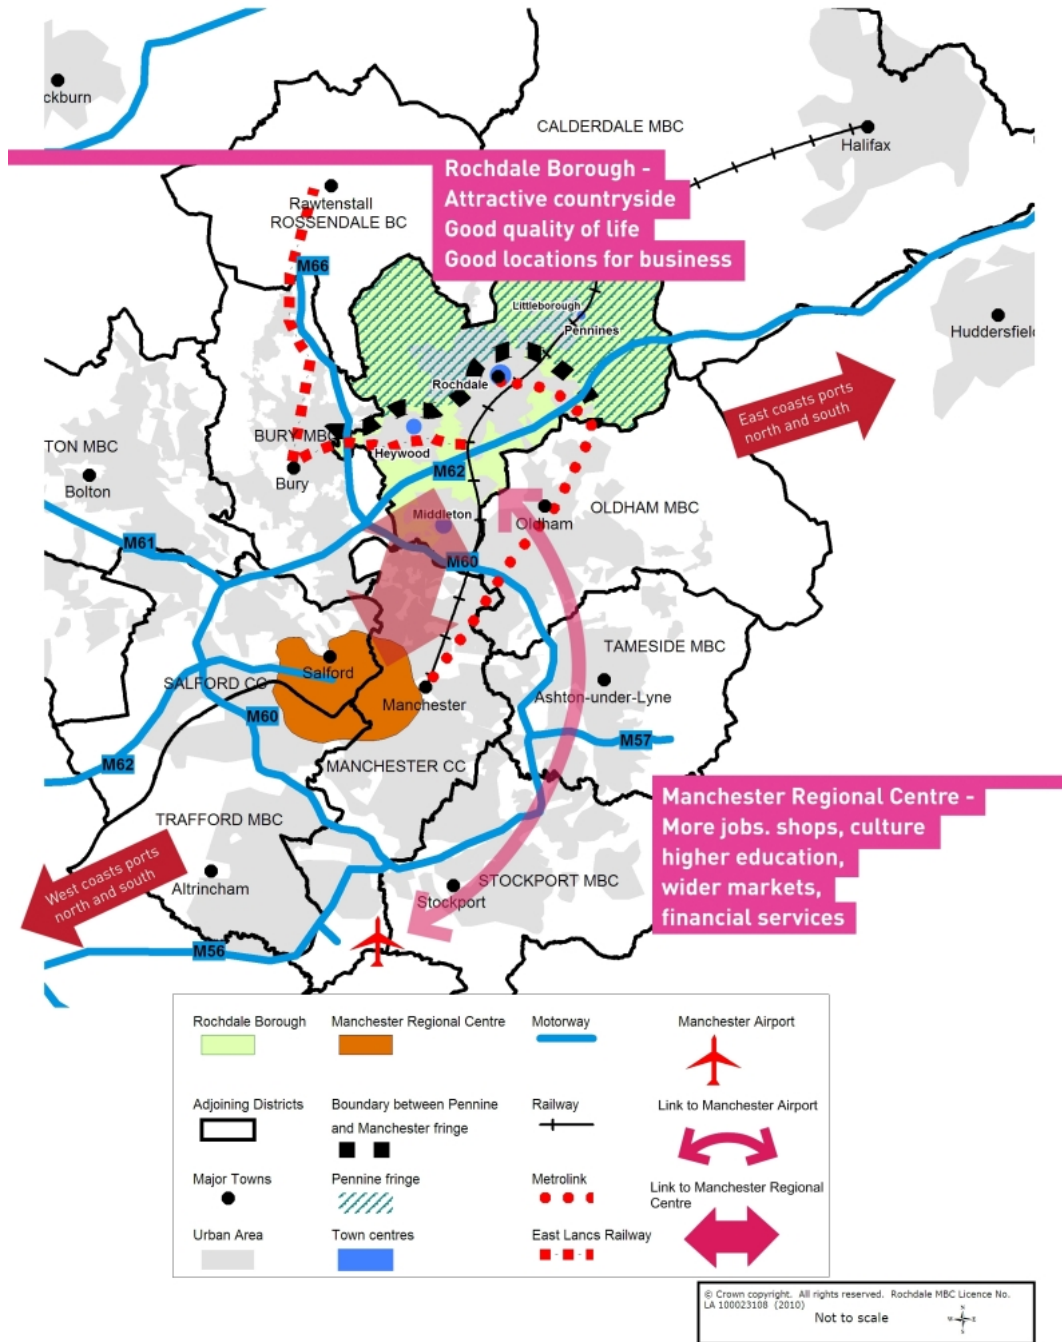 ckburn
CALDERDALE MBC
Halifax
Rochdale Borough -
Attractive countryside
Good quality of life
Good locations for business
Rawtenstall
ROSSENDALE BC
M66
Littleborough
Pennines
Huddersfield
Rochdale
East coasts ports
north and south
BURY MBC
Heywood
TON MBC
Bolton
Bury
M62
Middleton
Oldham
OLDHAM MBC
M61
M60
TAMESIDE MBC
Salford
SALFORD CC
Manchester
Ashton-under-Lyne
M60
M57
M62
MANCHESTER CC
Manchester Regional Centre -
More jobs. shops, culture
higher education,
wider markets,
financial services
TRAFFORD MBC
West coasts ports
north and south
Altrincham
STOCKPORT MBC
Stockport
M56
Rochdale Borough
Manchester Regional Centre
Motorway
Manchester Airport
Adjoining Districts
Boundary between Pennine
and Manchester fringe
Railway
Link to Manchester Airport
Major Towns
Pennine fringe
Metrolink
Link to Manchester Regional
Centre
Urban Area
Town centres
East Lancs Railway
© Crown copyright. All rights reserved. Rochdale MBC Licence No.
LA 100023108 (2010)
Not to scale
N
W
E
S